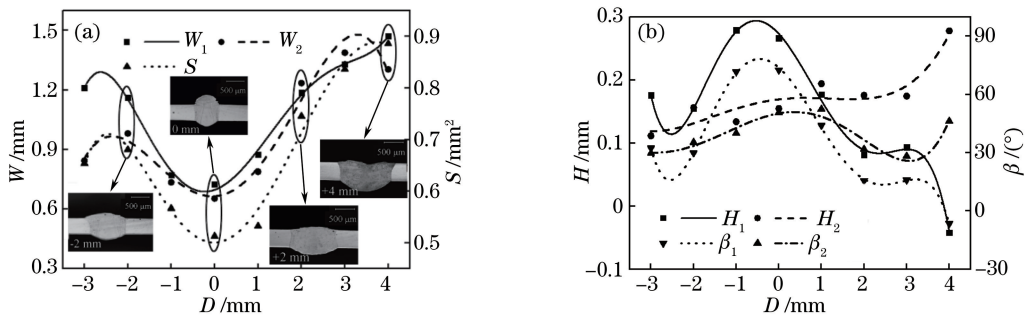 (a)
W₁
W₂
S
1.5
1.2
0.9
0.6
0.3
W /mm
0.9
0.8
0.7
0.6
0.5
S /mm²
500 μm
0 mm
500 μm
+4 mm
500 μm
-2 mm
500 μm
+2 mm
−3 −2 −1 0 1 2 3 4
D /mm
(b)
0.3
0.2
0.1
0
−0.1
H /mm
90
60
30
0
−30
β /(°)
H₁ H₂
β₁ β₂
−3 −2 −1 0 1 2 3 4
D /mm